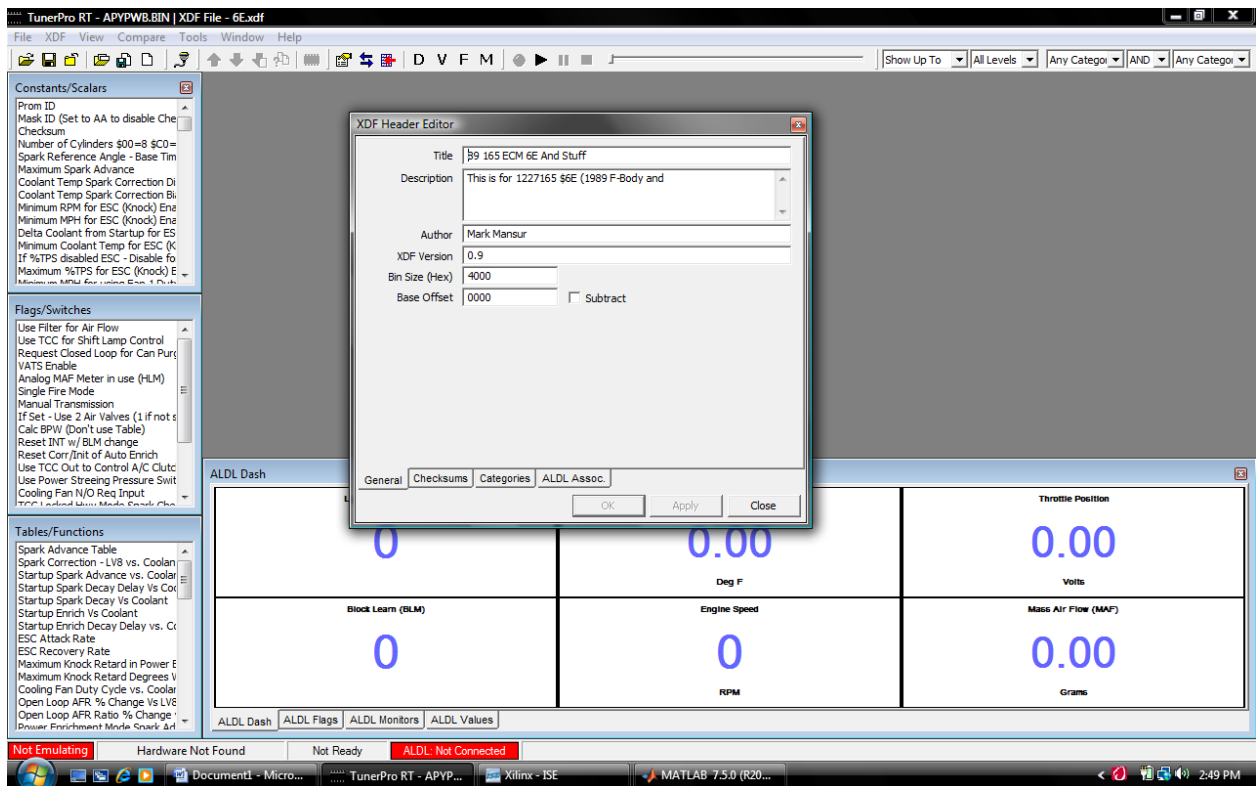 TunerPro RT - APYPWB.BIN | XDF File - 6E.xdf
File XDF View Compare Tools Window Help
D V F M
Show Up To All Levels Any Categor AND Any Categor
Constants/Scalars
Prom ID
Mask ID (Set to AA to disable Che
Checksum
Number of Cylinders $00=8 $C0=
Spark Reference Angle - Base Tim
Maximum Spark Advance
Coolant Temp Spark Correction Di
Coolant Temp Spark Correction Bi
Minimum RPM for ESC (Knock) Ena
Minimum MPH for ESC (Knock) Ena
Delta Coolant from Startup for ES
Minimum Coolant Temp for ESC (K
If %TPS disabled ESC - Disable fo
Maximum %TPS for ESC (Knock) E
Minimum MPH for using Fan 1 Duty
Flags/Switches
Use Filter for Air Flow
Use TCC for Shift Lamp Control
Request Closed Loop for Can Purg
VATS Enable
Analog MAF Meter in use (HLM)
Single Fire Mode
Manual Transmission
If Set - Use 2 Air Valves (1 if not s
Calc BPW (Don't use Table)
Reset INT w/ BLM change
Reset Corr/Init of Auto Enrich
Use TCC Out to Control A/C Clutc
Use Power Streeing Pressure Swit
Cooling Fan N/O Req Input
TCC Locked Hwy Mode Spark Che
Tables/Functions
Spark Advance Table
Spark Correction - LV8 vs. Coolan
Startup Spark Advance vs. Coolar
Startup Spark Decay Delay Vs Coo
Startup Spark Decay Vs Coolant
Startup Enrich Vs Coolant
Startup Enrich Decay Delay vs. Co
ESC Attack Rate
ESC Recovery Rate
Maximum Knock Retard in Power E
Maximum Knock Retard Degrees V
Cooling Fan Duty Cycle vs. Coolar
Open Loop AFR % Change Vs LV8
Open Loop AFR Ratio % Change
Power Enrichment Mode Spark Ad
XDF Header Editor
Title 89 165 ECM 6E And Stuff
Description This is for 1227165 $6E (1989 F-Body and
Author Mark Mansur
XDF Version 0.9
Bin Size (Hex) 4000
Base Offset 0000 Subtract
General Checksums Categories ALDL Assoc.
OK Apply Close
ALDL Dash
L
0
0.00
Deg F
Throttle Position
0.00
Volts
Block Learn (BLM)
0
Engine Speed
0
RPM
Mass Air Flow (MAF)
0.00
Grams
ALDL Dash ALDL Flags ALDL Monitors ALDL Values
Not Emulating Hardware Not Found Not Ready ALDL: Not Connected
Document1 - Micro... TunerPro RT - APYP... Xilinx - ISE MATLAB 7.5.0 (R20... 2:49 PM